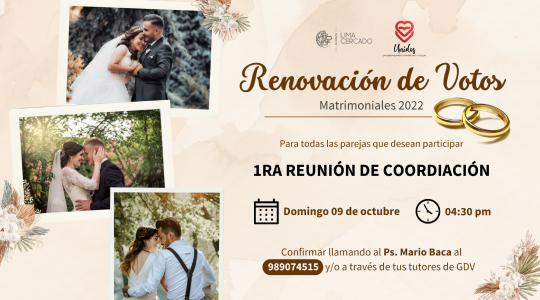 LIMA
CERCADO
Unidos
Renovación de Votos
Matrimoniales 2022
Para todas las parejas que desean participar
1RA REUNIÓN DE COORDIACIÓN
Domingo 09 de octubre
04:30 pm
Confirmar llamando al Ps. Mario Baca al
989074515 y/o a través de tus tutores de GDV